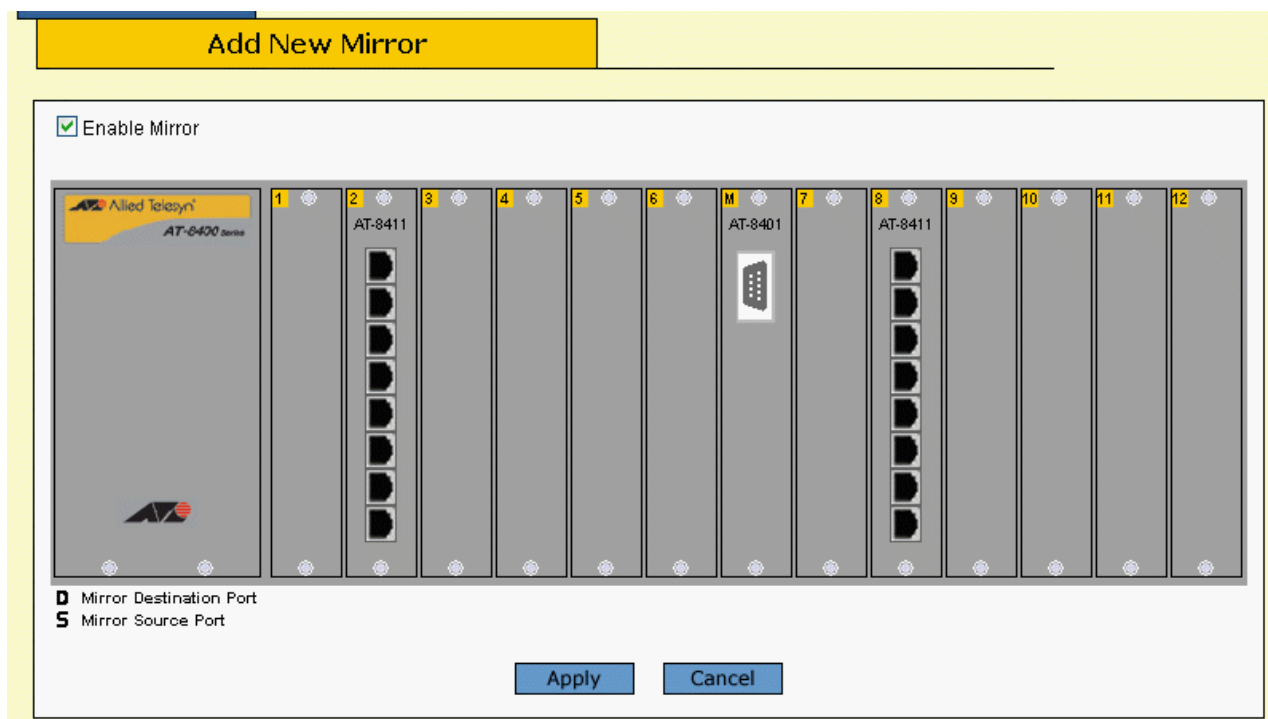 Add New Mirror
Enable Mirror
Allied Telesyn
AT-8400 Series
1
2
3
4
5
6
M
7
8
9
10
11
12
AT-8411
AT-8401
AT-8411
D Mirror Destination Port
S Mirror Source Port
Apply
Cancel